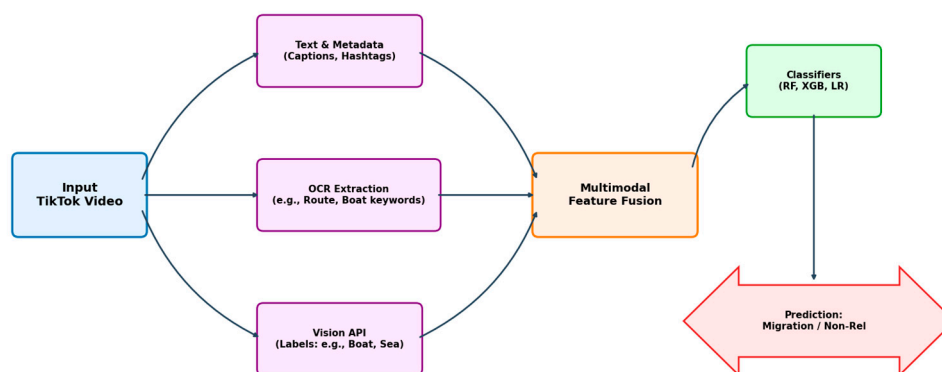 Input
TikTok Video
Text & Metadata
(Captions, Hashtags)
OCR Extraction
(e.g., Route, Boat keywords)
Vision API
(Labels: e.g., Boat, Sea)
Multimodal
Feature Fusion
Classifiers
(RF, XGB, LR)
Prediction:
Migration / Non-Rel